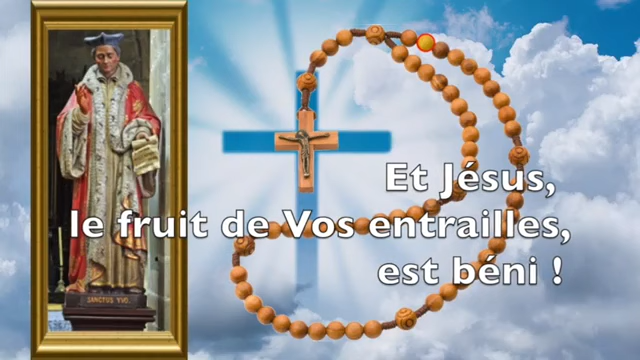 Et Jésus,
le fruit de Vos entrailles,
est béni !
SANCTUS YVO.